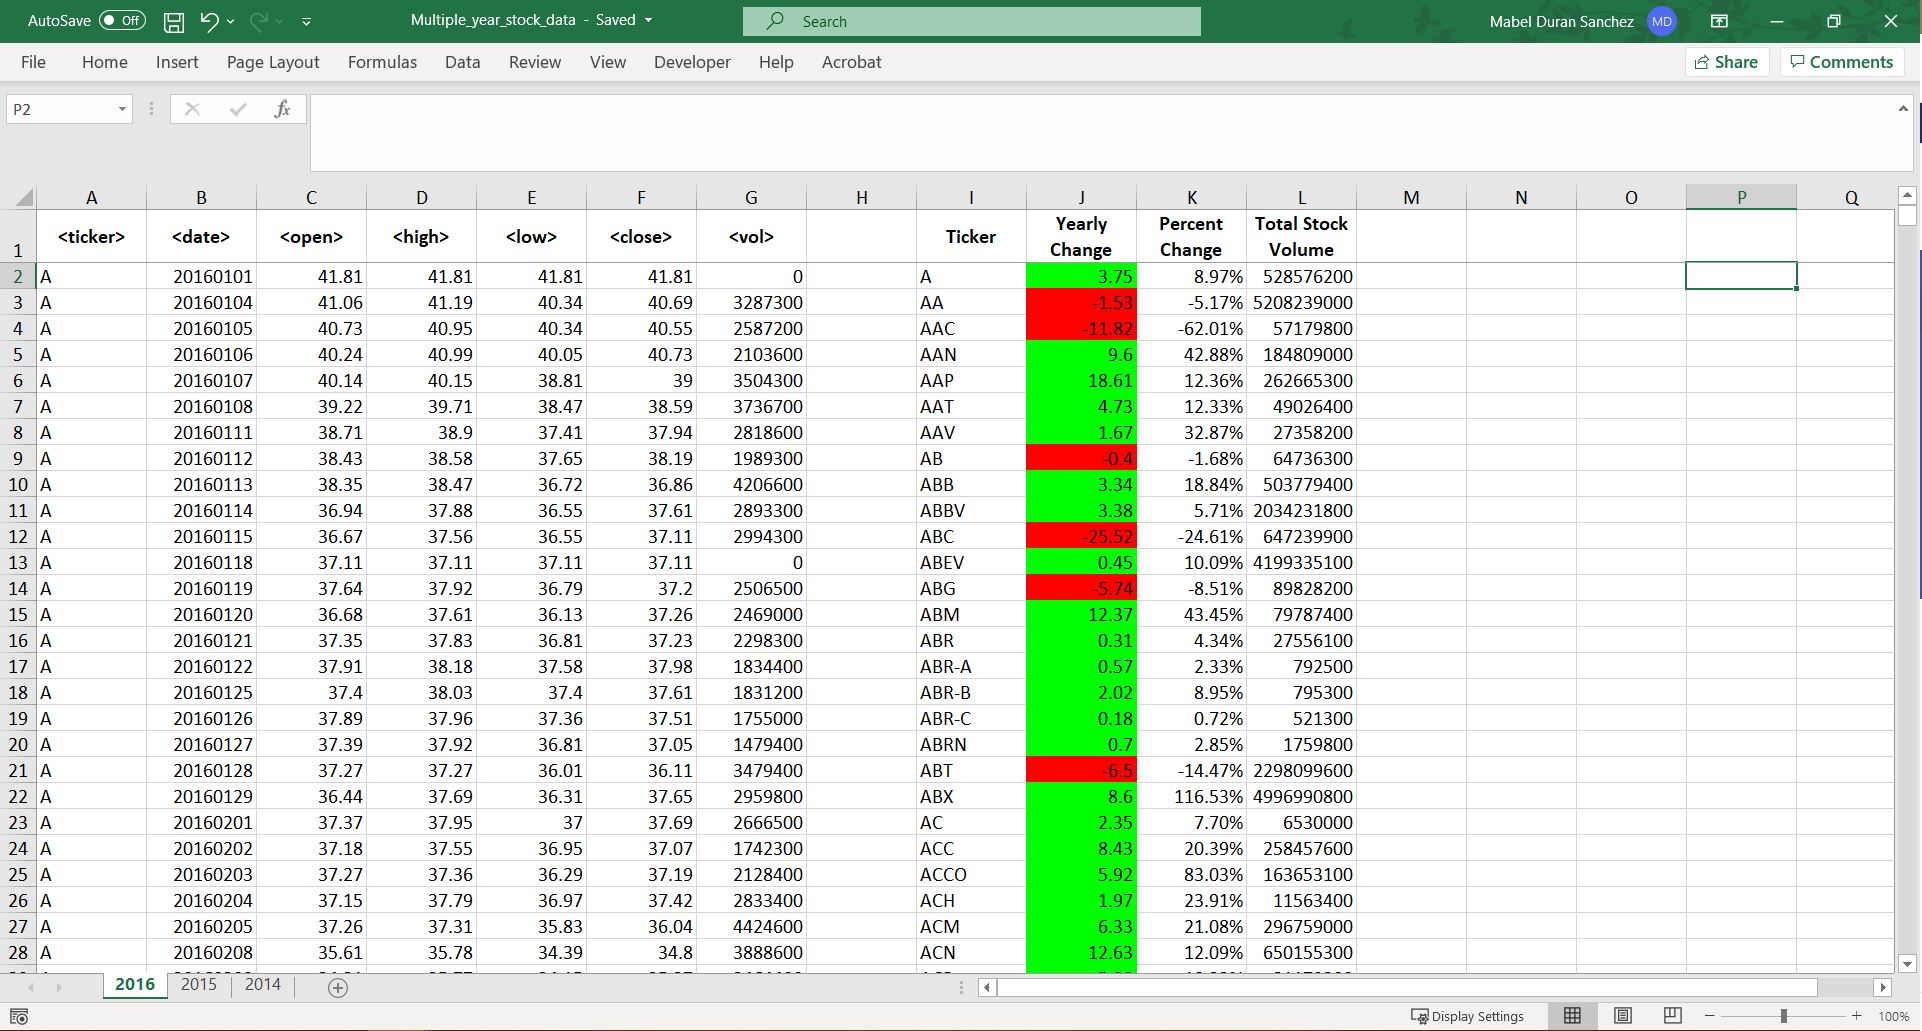 AutoSave Off Multiple_year_stock_data - Saved Search Mabel Duran Sanchez MD
File Home Insert Page Layout Formulas Data Review View Developer Help Acrobat Share Comments
P2 fx
A B C D E F G H I J K L M N O P Q
1 <ticker> <date> <open> <high> <low> <close> <vol> Ticker Yearly Change Percent Change Total Stock Volume
2 A 20160101 41.81 41.81 41.81 41.81 0 A 3.75 8.97% 528576200
3 A 20160104 41.06 41.19 40.34 40.69 3287300 AA -1.53 -5.17% 5208239000
4 A 20160105 40.73 40.95 40.34 40.55 2587200 AAC -11.82 -62.01% 57179800
5 A 20160106 40.24 40.99 40.05 40.73 2103600 AAN 9.6 42.88% 184809000
6 A 20160107 40.14 40.15 38.81 39 3504300 AAP 18.61 12.36% 262665300
7 A 20160108 39.22 39.71 38.47 38.59 3736700 AAT 4.73 12.33% 49026400
8 A 20160111 38.71 38.9 37.41 37.94 2818600 AAV 1.67 32.87% 27358200
9 A 20160112 38.43 38.58 37.65 38.19 1989300 AB -0.4 -1.68% 64736300
10 A 20160113 38.35 38.47 36.72 36.86 4206600 ABB 3.34 18.84% 503779400
11 A 20160114 36.94 37.88 36.55 37.61 2893300 ABBV 3.38 5.71% 2034231800
12 A 20160115 36.67 37.56 36.55 37.11 2994300 ABC -25.52 -24.61% 647239900
13 A 20160118 37.11 37.11 37.11 37.11 0 ABEV 0.45 10.09% 4199335100
14 A 20160119 37.64 37.92 36.79 37.2 2506500 ABG -5.74 -8.51% 89828200
15 A 20160120 36.68 37.61 36.13 37.26 2469000 ABM 12.37 43.45% 79787400
16 A 20160121 37.35 37.83 36.81 37.23 2298300 ABR 0.31 4.34% 27556100
17 A 20160122 37.91 38.18 37.58 37.98 1834400 ABR-A 0.57 2.33% 792500
18 A 20160125 37.4 38.03 37.4 37.61 1831200 ABR-B 2.02 8.95% 795300
19 A 20160126 37.89 37.96 37.36 37.51 1755000 ABR-C 0.18 0.72% 521300
20 A 20160127 37.39 37.92 36.81 37.05 1479400 ABRN 0.7 2.85% 1759800
21 A 20160128 37.27 37.27 36.01 36.11 3479400 ABT -6.5 -14.47% 2298099600
22 A 20160129 36.44 37.69 36.31 37.65 2959800 ABX 8.6 116.53% 4996990800
23 A 20160201 37.37 37.95 37 37.69 2666500 AC 2.35 7.70% 6530000
24 A 20160202 37.18 37.55 36.95 37.07 1742300 ACC 8.43 20.39% 258457600
25 A 20160203 37.27 37.36 36.29 37.19 2128400 ACCO 5.92 83.03% 163653100
26 A 20160204 37.15 37.79 36.97 37.42 2833400 ACH 1.97 23.91% 11563400
27 A 20160205 37.26 37.31 35.83 36.04 4424600 ACM 6.33 21.08% 296759000
28 A 20160208 35.61 35.78 34.39 34.8 3888600 ACN 12.63 12.09% 650155300
2016 2015 2014
Display Settings 100%